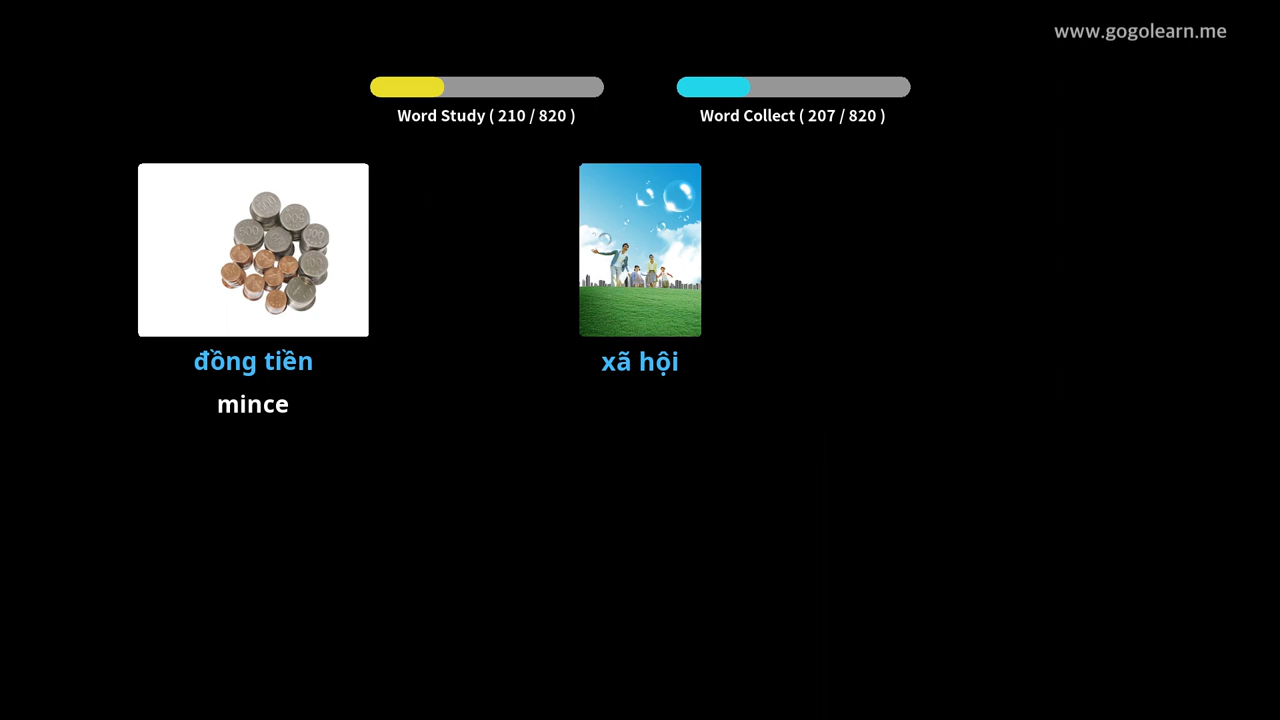 www.gogolearn.me
Word Study ( 210 / 820 )
Word Collect ( 207 / 820 )
đồng tiền
mince
xã hội